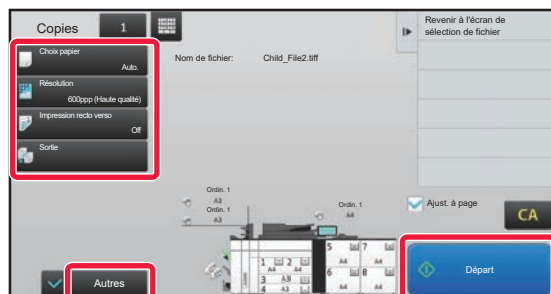 Copies
1
Revenir à l'écran de
sélection de fichier
Choix papier
Auto.
Nom de fichier:
Child_File2.tiff
Résolution
600ppp (Haute qualité)
Impression recto verso
Off
Sortie
Ordin. 1
A3
Ordin. 1
A3
Ordin. 1
A4
Ajust. à page
CA
5
7
A4
A4
1
2
A4
A4
6
8
3
A3
A4
A4
4
A3
Autres
Départ